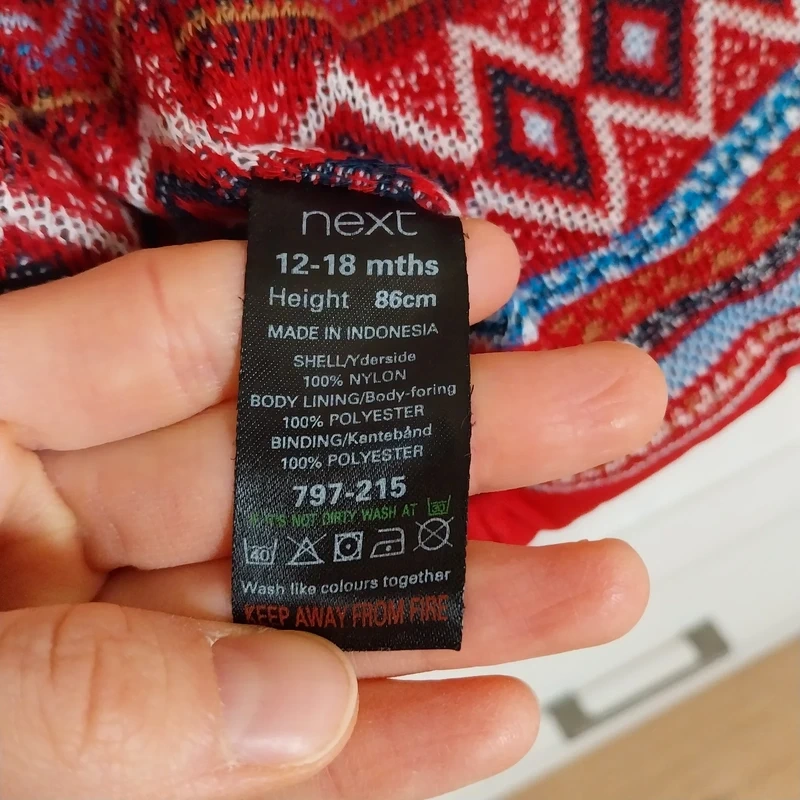 next
12-18 mths
Height 86cm
MADE IN INDONESIA
SHELL/Yderside
100% NYLON
BODY LINING/Body-foring
100% POLYESTER
BINDING/Kantebånd
100% POLYESTER
797-215
IF IT'S NOT DIRTY WASH AT 30
40
Wash like colours together
KEEP AWAY FROM FIRE